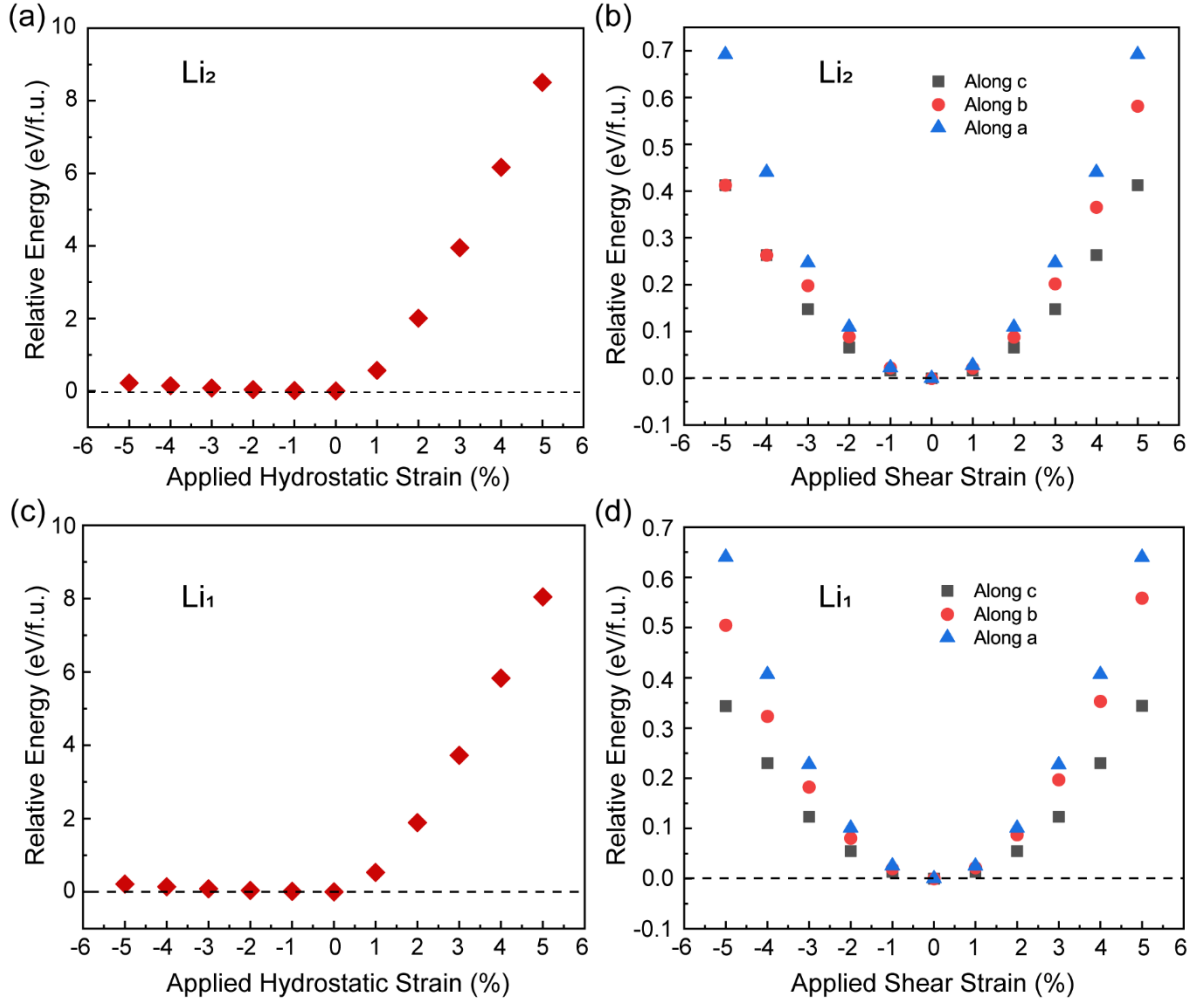 (a)
10
8
6
4
2
0
-6 -5 -4 -3 -2 -1 0 1 2 3 4 5 6
Relative Energy (eV/f.u.)
Applied Hydrostatic Strain (%)
Li₂
(b)
0.7
0.6
0.5
0.4
0.3
0.2
0.1
0.0
-0.1
-6 -5 -4 -3 -2 -1 0 1 2 3 4 5 6
Relative Energy (eV/f.u.)
Applied Shear Strain (%)
Li₂
Along c
Along b
Along a
(c)
10
8
6
4
2
0
-6 -5 -4 -3 -2 -1 0 1 2 3 4 5 6
Relative Energy (eV/f.u.)
Applied Hydrostatic Strain (%)
Li₁
(d)
0.7
0.6
0.5
0.4
0.3
0.2
0.1
0.0
-0.1
-6 -5 -4 -3 -2 -1 0 1 2 3 4 5 6
Relative Energy (eV/f.u.)
Applied Shear Strain (%)
Li₁
Along c
Along b
Along a